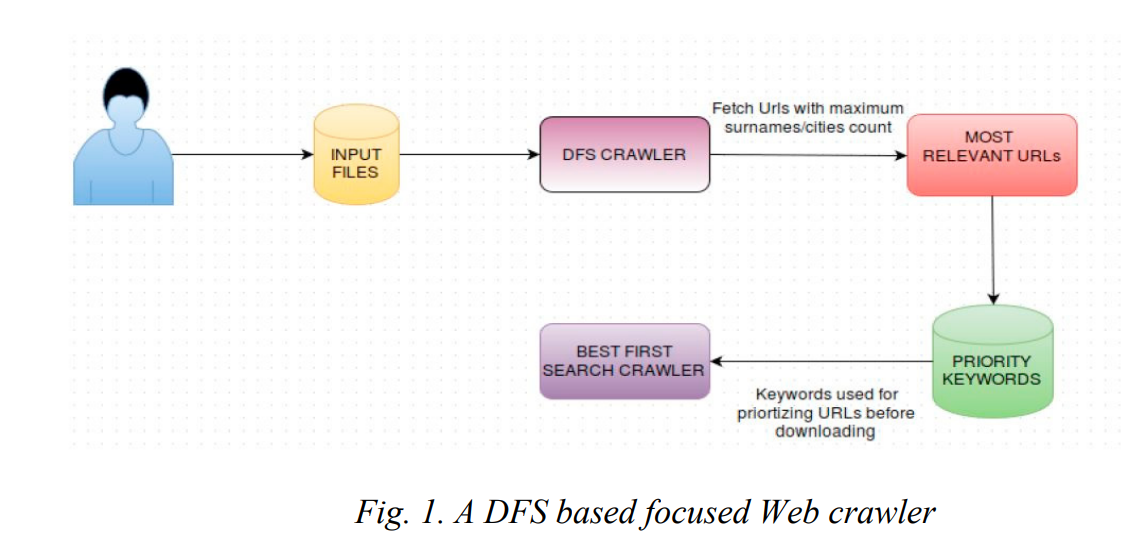 Fetch Urls with maximum
surnames/cities count
INPUT
FILES
DFS CRAWLER
MOST
RELEVANT URLs
BEST FIRST
SEARCH CRAWLER
PRIORITY
KEYWORDS
Keywords used for
priortizing URLs before
downloading
Fig. 1. A DFS based focused Web crawler